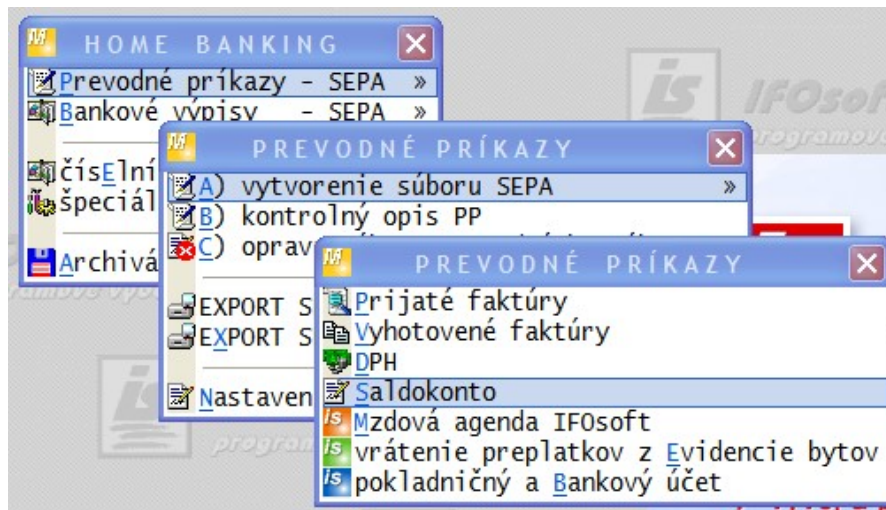 HOME BANKING
Prevodné príkazy - SEPA »
Bankové výpisy - SEPA »
čísElní
špeciál
Archivá
PREVODNÉ PRÍKAZY
A) vytvorenie súboru SEPA »
B) kontrolný opis PP
C) oprav
EXPORT S
EXPORT S
Nastaven
PREVODNÉ PRÍKAZY
Prijaté faktúry
Vyhotovené faktúry
DPH
Saldokonto
Mzdová agenda IFOsoft
vrátenie preplatkov z Evidencie bytov
pokladničný a Bankový účet
is IFOsof
programov